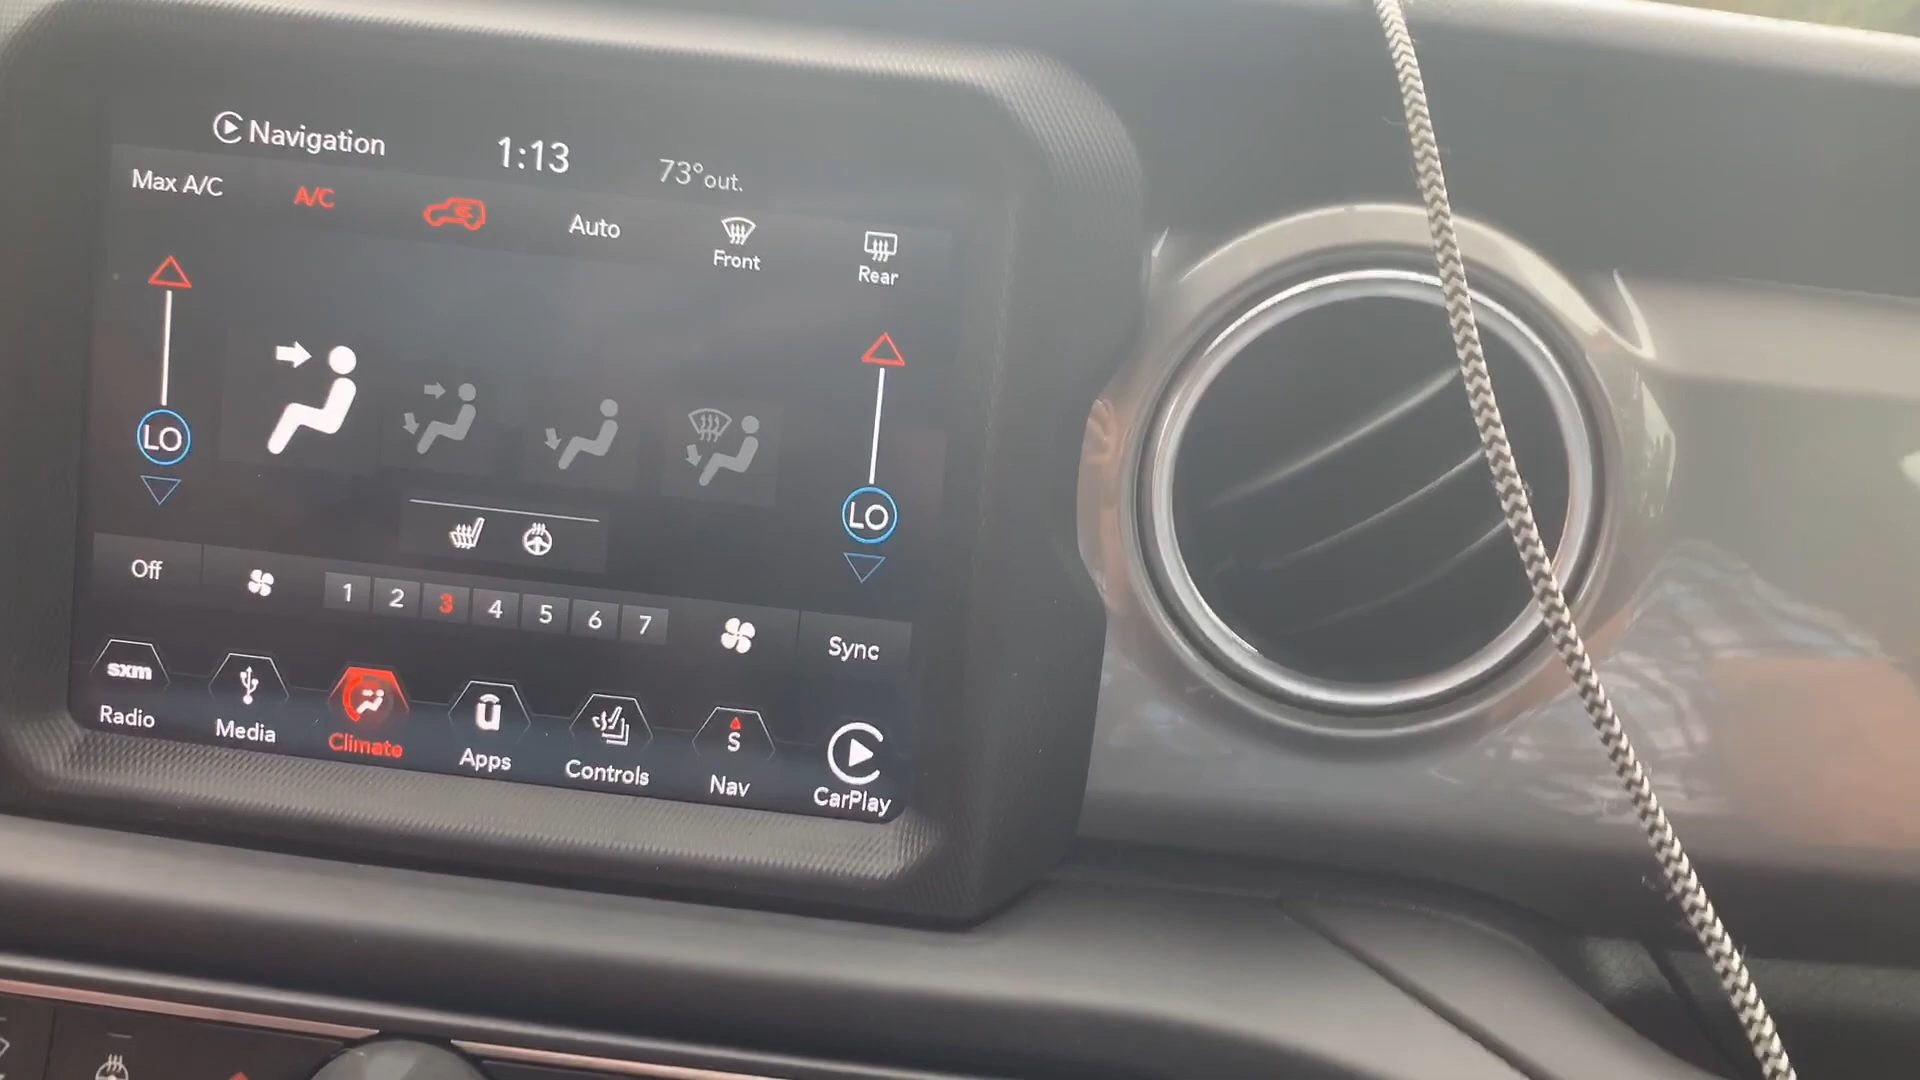 Navigation
1:13
73°out.
Max A/C
A/C
Auto
Front
Rear
LO
LO
Off
1 2 3 4 5 6 7
Sync
sxm
Radio
Media
Climate
Apps
Controls
S
Nav
CarPlay